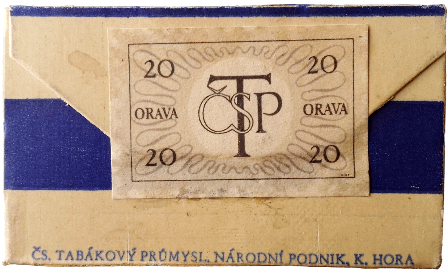 20 20
ORAVA ČSTP ORAVA
20 20
ČS. TABÁKOVÝ PRŮMYSL, NÁRODNÍ PODNIK, K. HORA